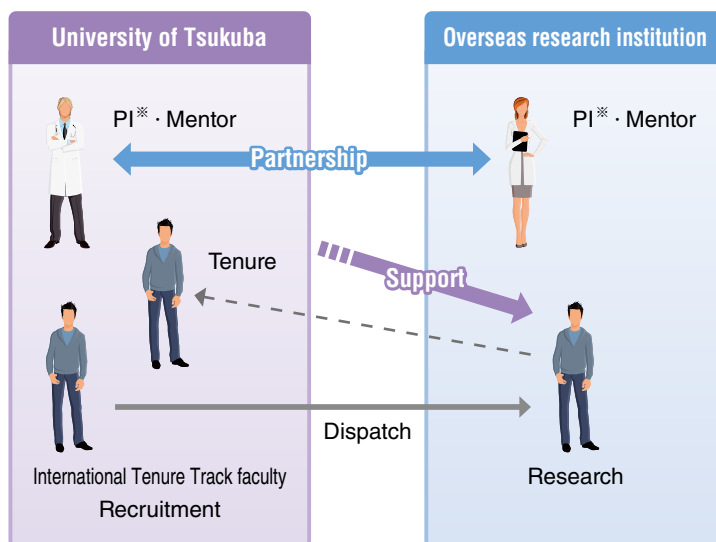 University of Tsukuba
Overseas research institution
PI※ · Mentor
PI※ · Mentor
Partnership
Tenure
Support
Dispatch
International Tenure Track faculty
Recruitment
Research